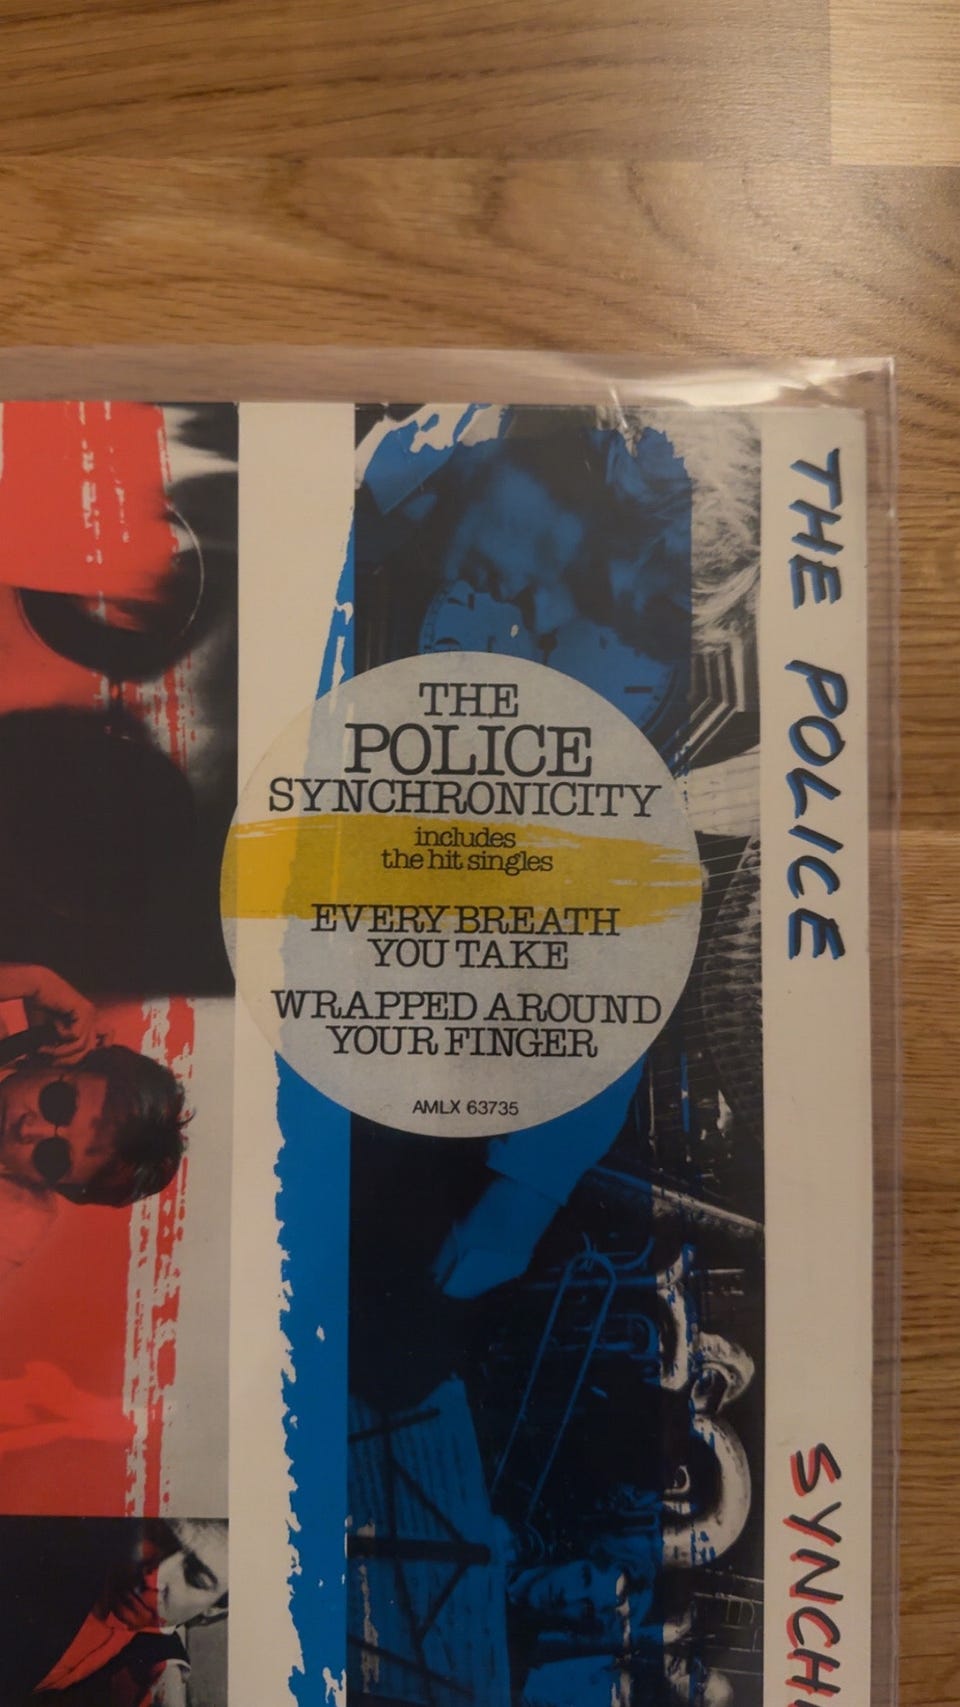 THE
POLICE
SYNCHRONICITY
includes
the hit singles
EVERY BREATH
YOU TAKE
WRAPPED AROUND
YOUR FINGER
AMLX 63735
THE POLICE
SYNCH